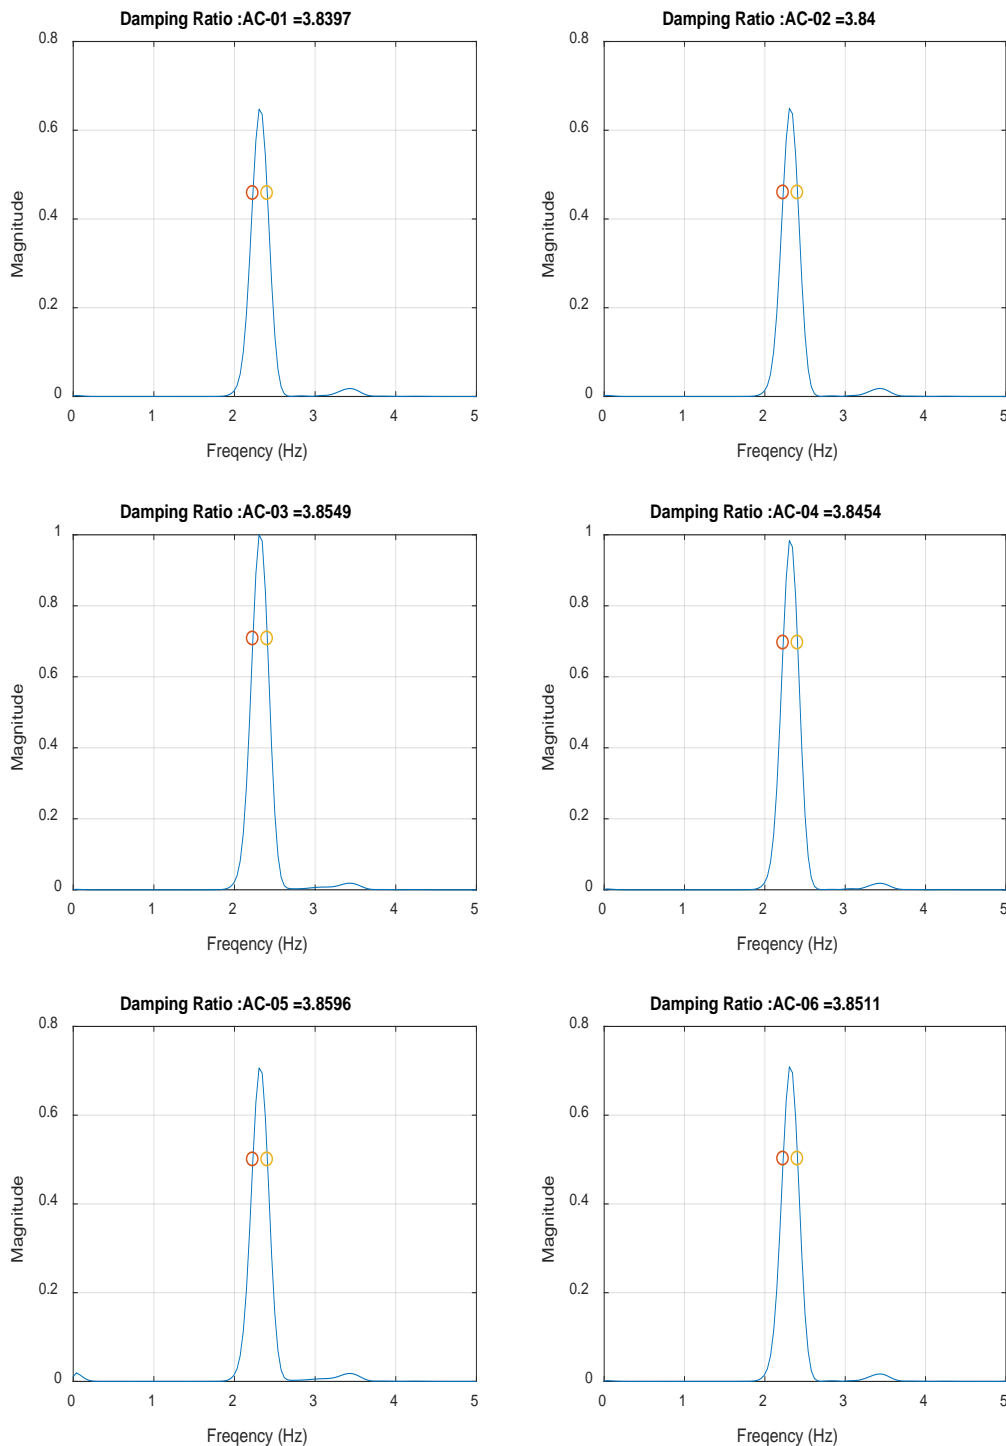 Damping Ratio :AC-01 =3.8397
0.8
0.6
0.4
0.2
0
Magnitude
0 1 2 3 4 5
Freqency (Hz)
Damping Ratio :AC-02 =3.84
0.8
0.6
0.4
0.2
0
Magnitude
0 1 2 3 4 5
Freqency (Hz)
Damping Ratio :AC-03 =3.8549
1
0.8
0.6
0.4
0.2
0
Magnitude
0 1 2 3 4 5
Freqency (Hz)
Damping Ratio :AC-04 =3.8454
1
0.8
0.6
0.4
0.2
0
Magnitude
0 1 2 3 4 5
Freqency (Hz)
Damping Ratio :AC-05 =3.8596
0.8
0.6
0.4
0.2
0
Magnitude
0 1 2 3 4 5
Freqency (Hz)
Damping Ratio :AC-06 =3.8511
0.8
0.6
0.4
0.2
0
Magnitude
0 1 2 3 4 5
Freqency (Hz)